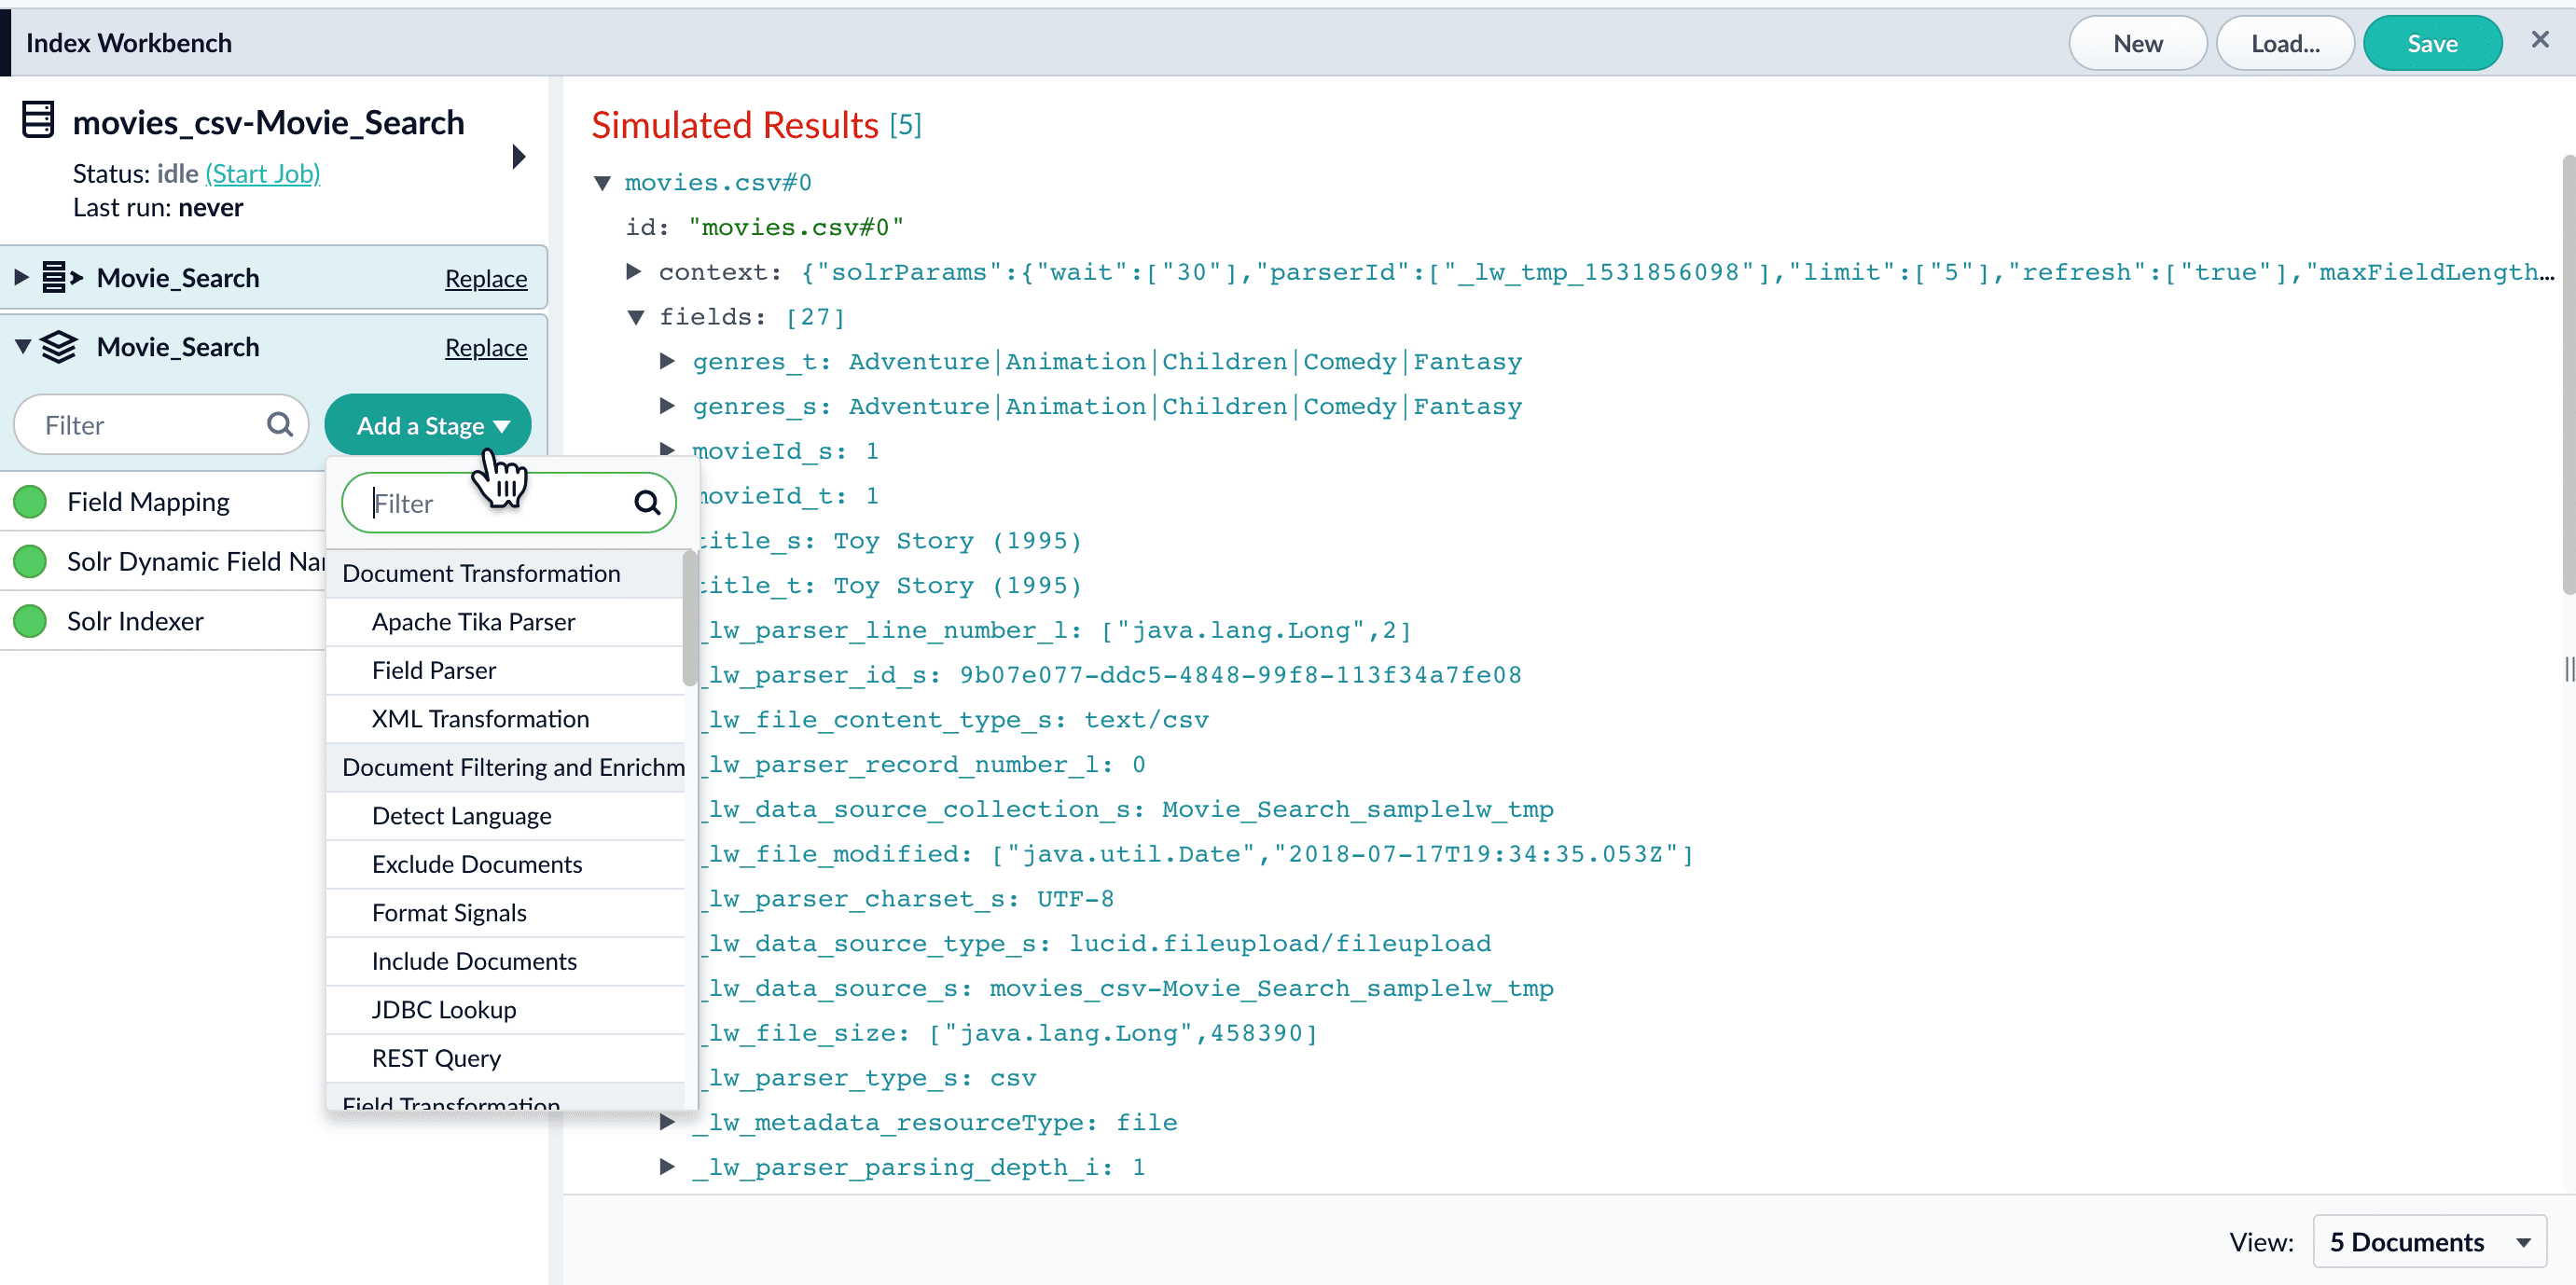 Index Workbench
New
Load...
Save
movies_csv-Movie_Search
Status: idle (Start Job)
Last run: never
Movie_Search
Replace
Movie_Search
Replace
Filter
Add a Stage
Field Mapping
Solr Dynamic Field Na
Solr Indexer
Filter
Document Transformation
Apache Tika Parser
Field Parser
XML Transformation
Document Filtering and Enrichm
Detect Language
Exclude Documents
Format Signals
Include Documents
JDBC Lookup
REST Query
Field Transformation
Simulated Results [5]
movies.csv#0
id: "movies.csv#0"
context: {"solrParams":{"wait":["30"],"parserId":["_lw_tmp_1531856098"],"limit":["5"],"refresh":["true"],"maxFieldLength…
fields: [27]
genres_t: Adventure|Animation|Children|Comedy|Fantasy
genres_s: Adventure|Animation|Children|Comedy|Fantasy
movieId_s: 1
movieId_t: 1
title_s: Toy Story (1995)
title_t: Toy Story (1995)
_lw_parser_line_number_l: ["java.lang.Long",2]
_lw_parser_id_s: 9b07e077-ddc5-4848-99f8-113f34a7fe08
_lw_file_content_type_s: text/csv
_lw_parser_record_number_l: 0
_lw_data_source_collection_s: Movie_Search_samplelw_tmp
_lw_file_modified: ["java.util.Date","2018-07-17T19:34:35.053Z"]
_lw_parser_charset_s: UTF-8
_lw_data_source_type_s: lucid.fileupload/fileupload
_lw_data_source_s: movies_csv-Movie_Search_samplelw_tmp
_lw_file_size: ["java.lang.Long",458390]
_lw_parser_type_s: csv
_lw_metadata_resourceType: file
_lw_parser_parsing_depth_i: 1
View:
5 Documents